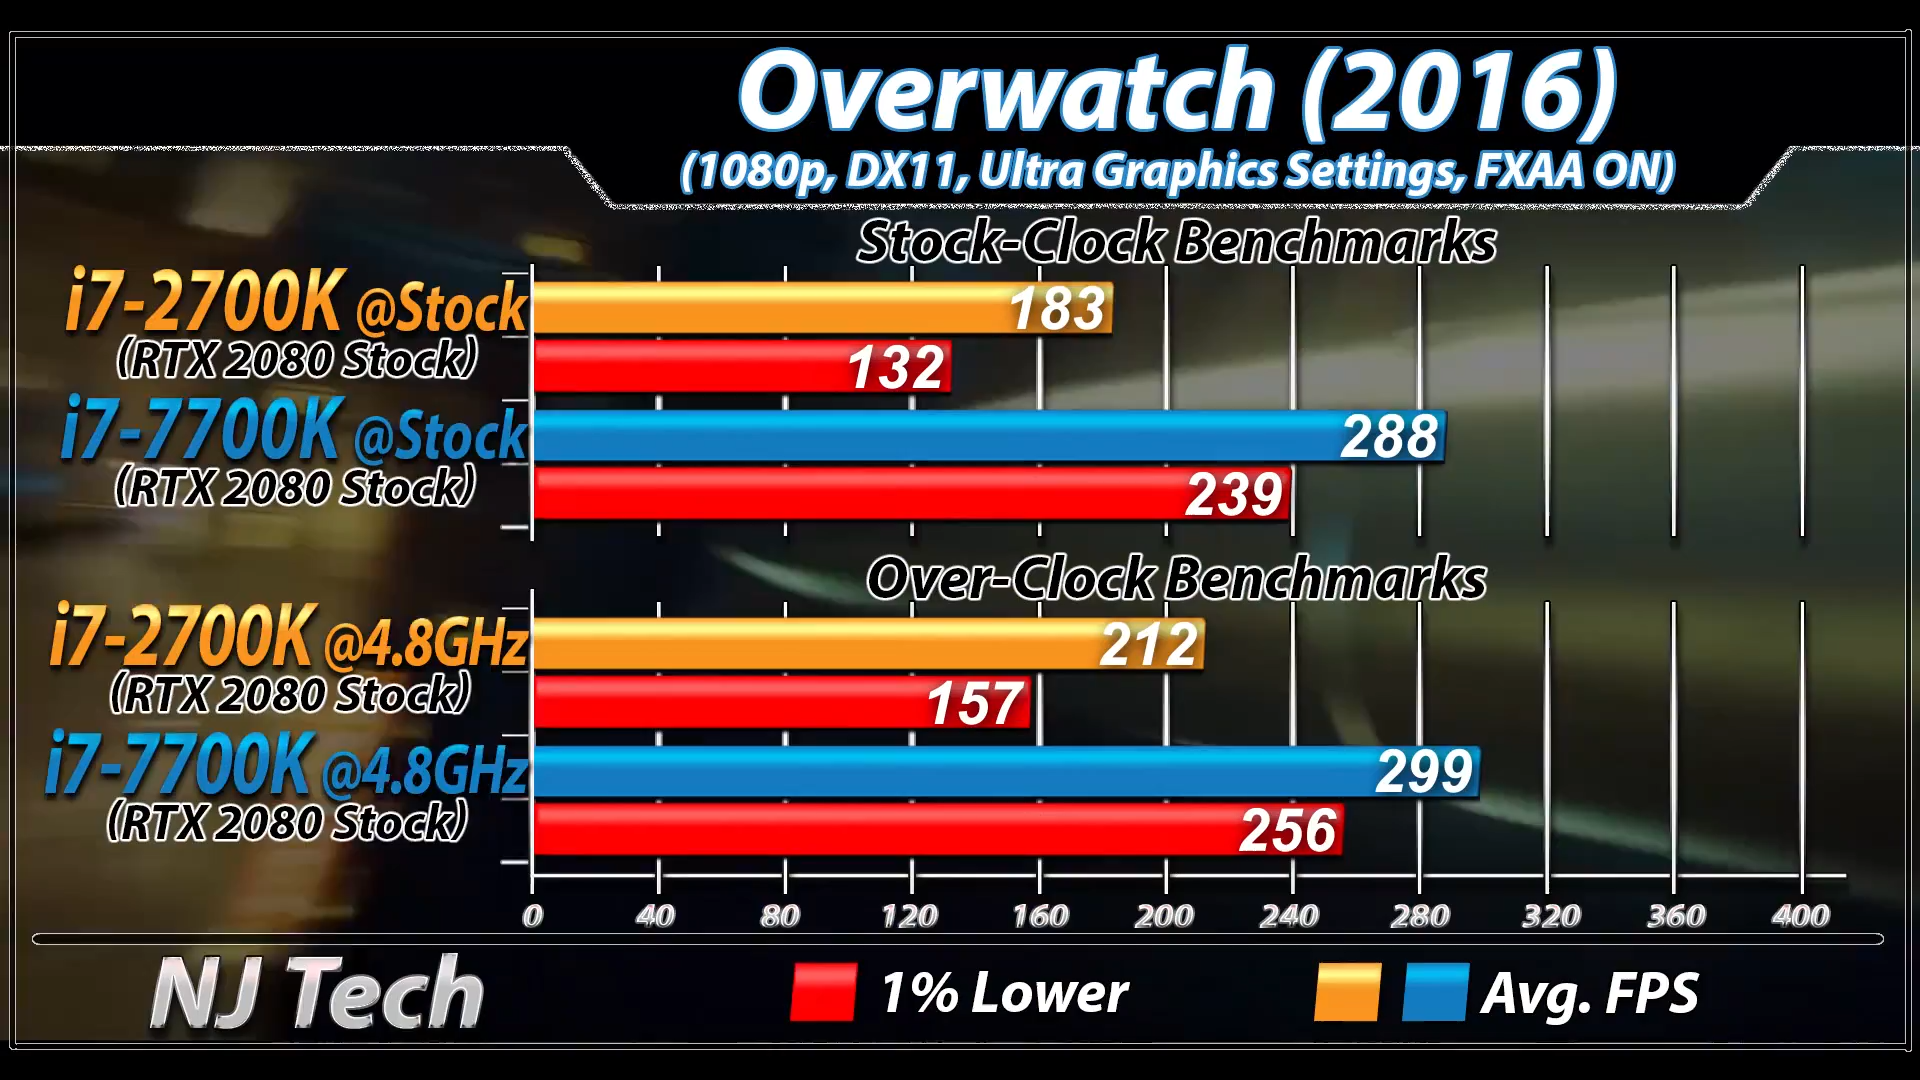 Overwatch (2016)
(1080p, DX11, Ultra Graphics Settings, FXAA ON)
Stock-Clock Benchmarks
i7-2700K @Stock
(RTX 2080 Stock)
183
132
i7-7700K @Stock
(RTX 2080 Stock)
288
239
Over-Clock Benchmarks
i7-2700K @4.8GHz
(RTX 2080 Stock)
212
157
i7-7700K @4.8GHz
(RTX 2080 Stock)
299
256
0 40 80 120 160 200 240 280 320 360 400
NJ Tech
1% Lower
Avg. FPS